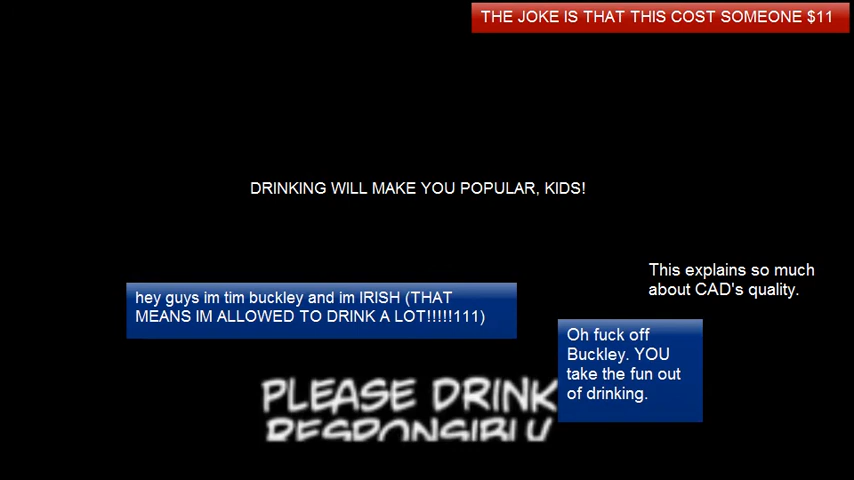 THE JOKE IS THAT THIS COST SOMEONE $11
DRINKING WILL MAKE YOU POPULAR, KIDS!
This explains so much
about CAD's quality.
hey guys im tim buckley and im IRISH (THAT
MEANS IM ALLOWED TO DRINK A LOT!!!!!111)
Oh fuck off
Buckley. YOU
take the fun out
of drinking.
PLEASE DRINK
RESPONSIBLY